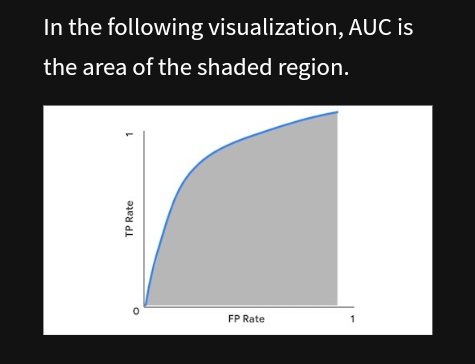 In the following visualization, AUC is
the area of the shaded region.
1
TP Rate
0
FP Rate
1